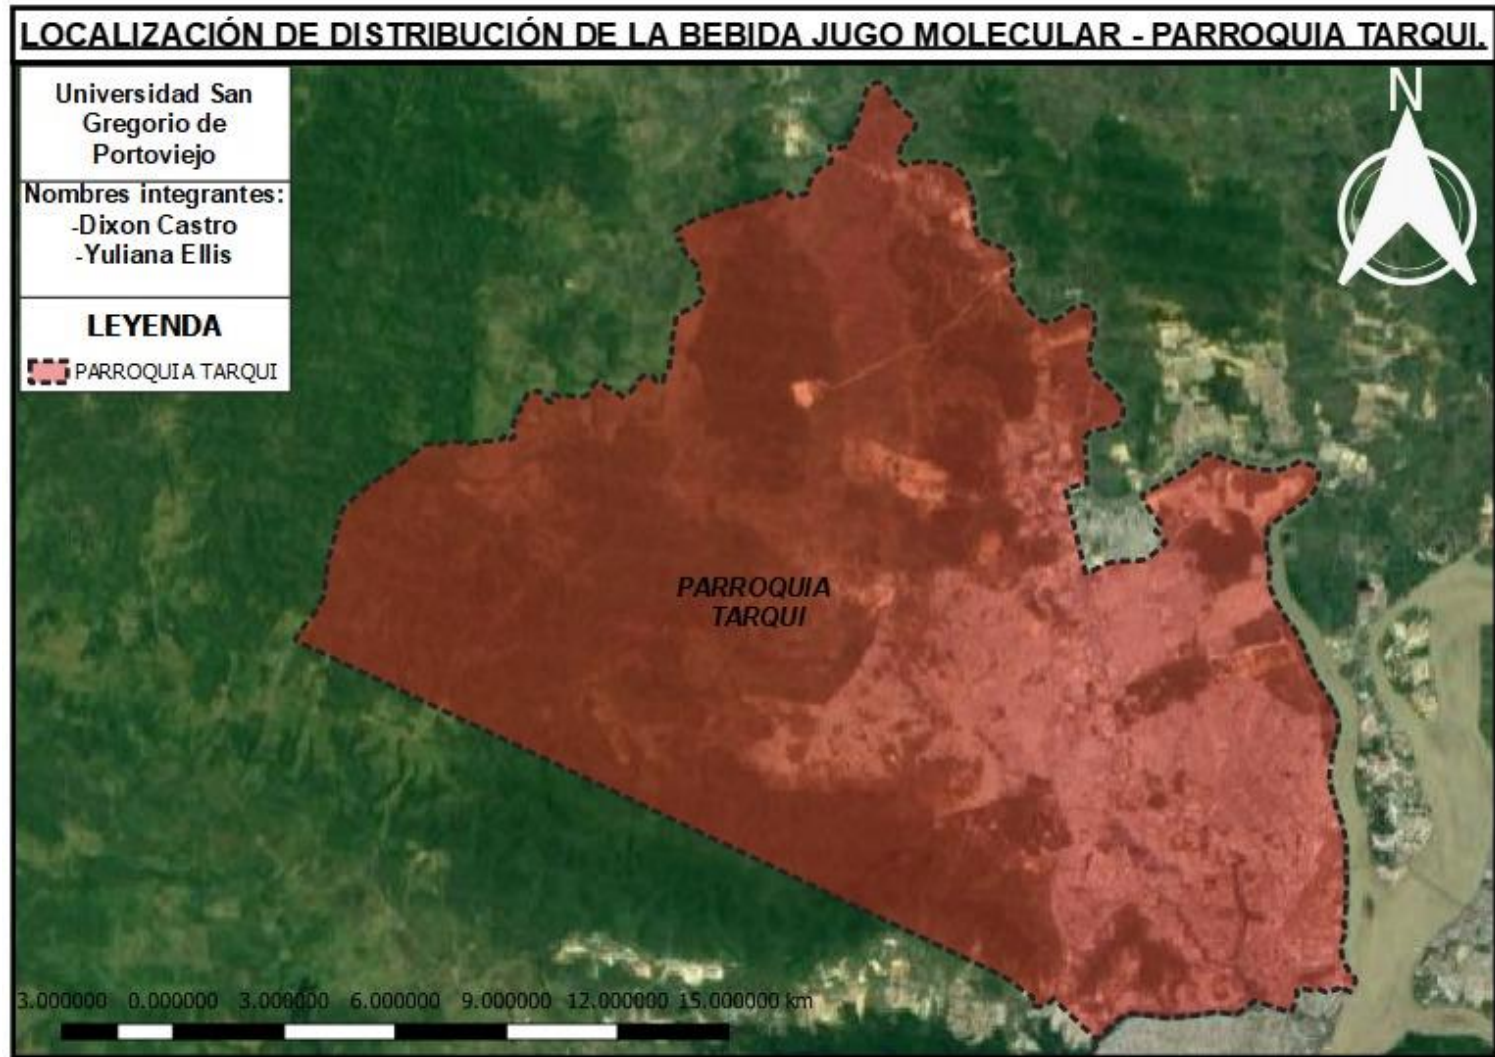 LOCALIZACIÓN DE DISTRIBUCIÓN DE LA BEBIDA JUGO MOLECULAR - PARROQUIA TARQUI.
Universidad San
Gregorio de
Portoviejo
Nombres integrantes:
-Dixon Castro
-Yuliana Ellis
LEYENDA
PARROQUIA TARQUI
N
PARROQUIA
TARQUI
3.000000 0.000000 3.000000 6.000000 9.000000 12.000000 15.000000 km